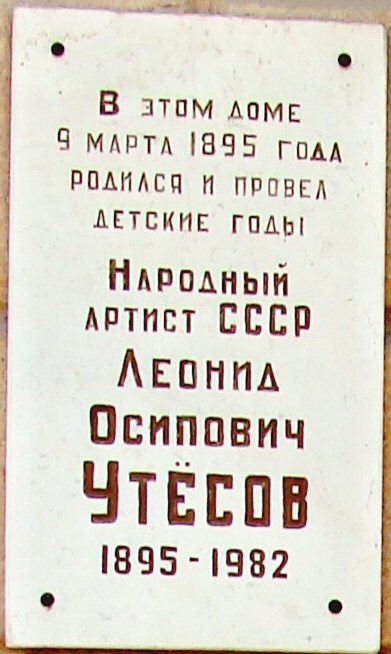 В ЭТОМ ДОМЕ
9 МАРТА 1895 ГОДА
РОДИЛСЯ И ПРОВЕЛ
ДЕТСКИЕ ГОДЫ
НАРОДНЫЙ
АРТИСТ СССР
ЛЕОНИД
ОСИПОВИЧ
УТЁСОВ
1895-1982